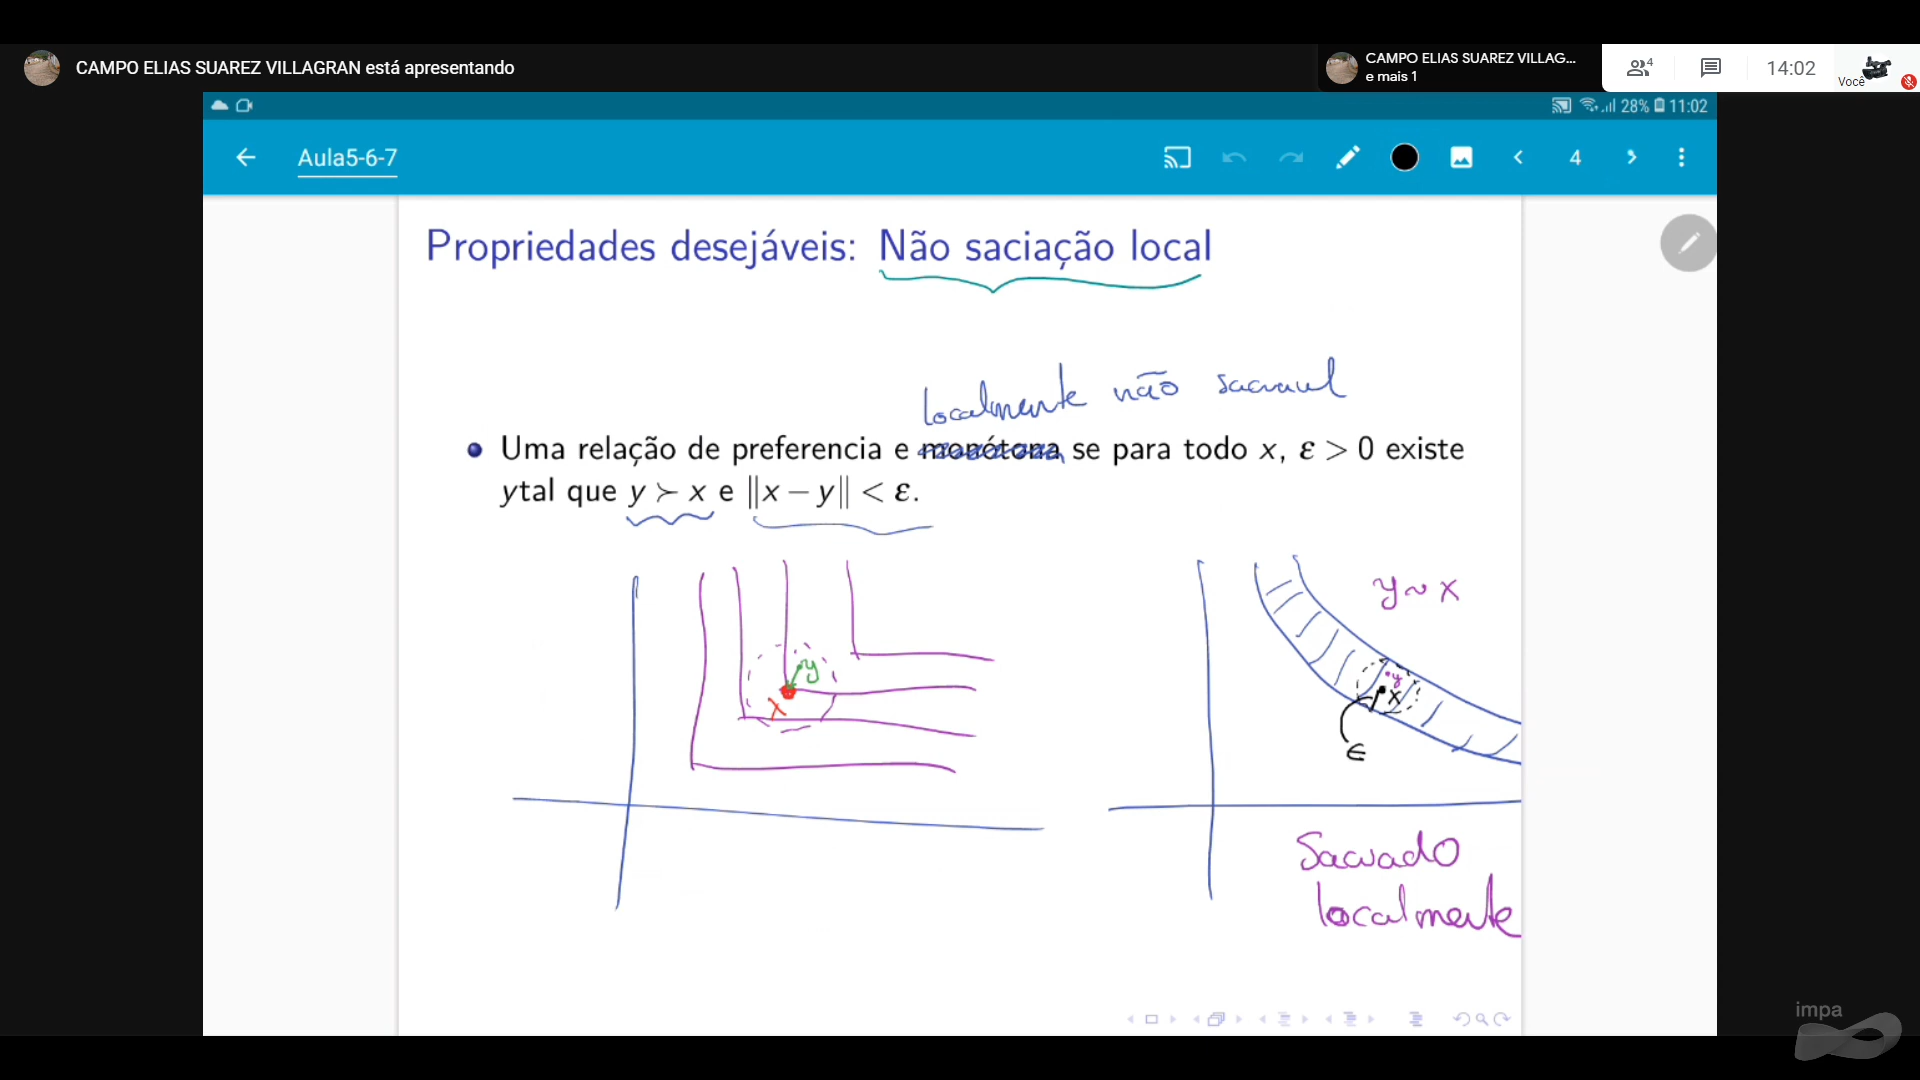 CAMPO ELIAS SUAREZ VILLAGRAN está apresentando
CAMPO ELIAS SUAREZ VILLAG...
e mais 1
4
14:02
Você
28% 11:02
Aula5-6-7
4
Propriedades desejáveis: Não saciação local
localmente não
Uma relação de preferencia e monótona se para todo x, ε > 0 existe
ytal que y ≻ x e ||x − y|| < ε.
y ~ x
y
x
y
x
ϵ
Saciado
localmente
impa